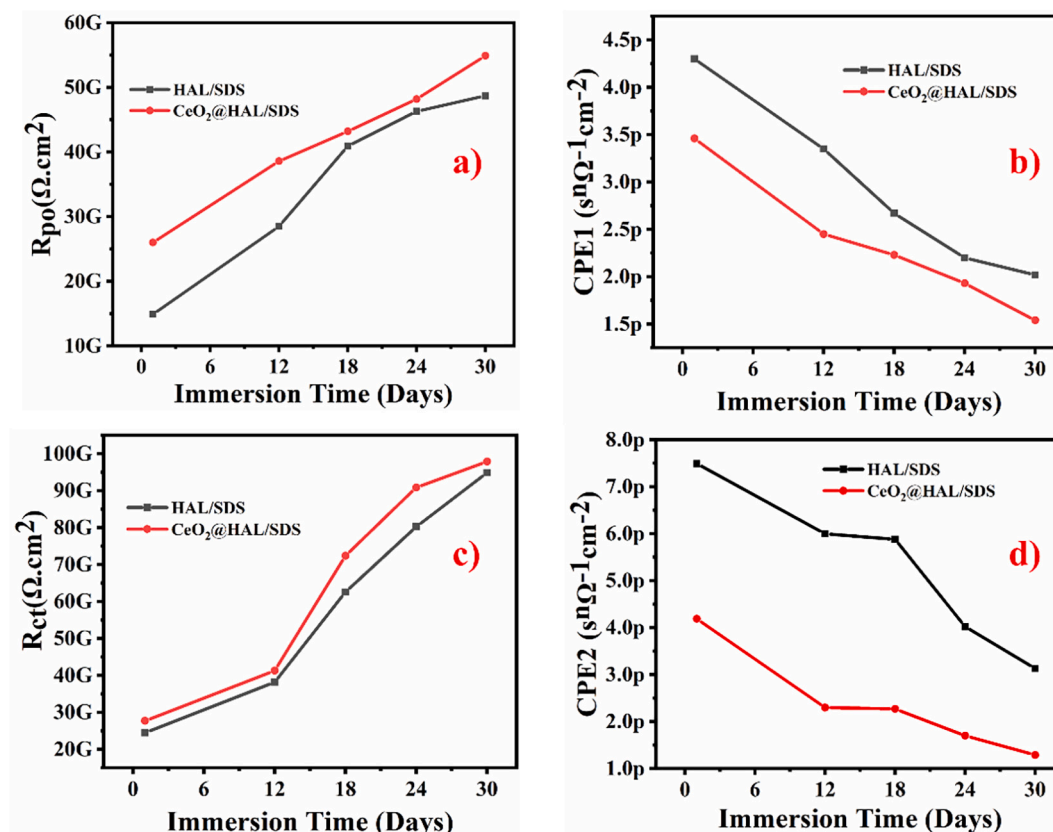 60G
50G
40G
30G
20G
10G
Rpo(Ω.cm2)
HAL/SDS
CeO2@HAL/SDS
a)
0 6 12 18 24 30
Immersion Time (Days)
4.5p
4.0p
3.5p
3.0p
2.5p
2.0p
1.5p
CPE1 (snΩ-1cm-2)
HAL/SDS
CeO2@HAL/SDS
b)
0 6 12 18 24 30
Immersion Time (Days)
100G
90G
80G
70G
60G
50G
40G
30G
20G
Rct(Ω.cm2)
HAL/SDS
CeO2@HAL/SDS
c)
0 6 12 18 24 30
Immersion Time (Days)
8.0p
7.0p
6.0p
5.0p
4.0p
3.0p
2.0p
1.0p
CPE2 (snΩ-1cm-2)
HAL/SDS
CeO2@HAL/SDS
d)
0 6 12 18 24 30
Immersion Time (Days)